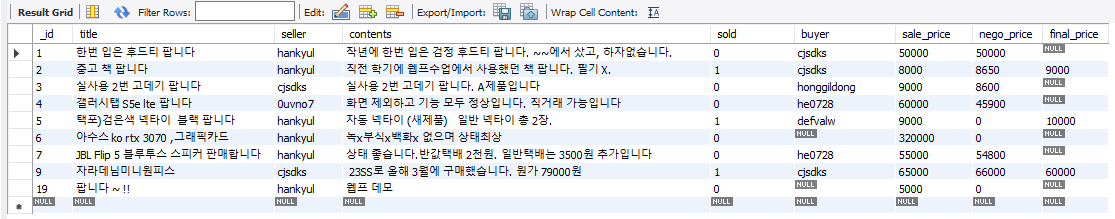 Result Grid Filter Rows: Edit: Export/Import: Wrap Cell Content: IA
_id title seller contents sold buyer sale_price nego_price final_price
1 한번 입은 후드티 팝니다 hankyul 작년에 한번 입은 검정 후드티 팝니다. ~~에서 샀고, 하자없습니다. 0 cjsdks 50000 50000 NULL
2 중고 책 팝니다 hankyul 직전 학기에 웹프수업에서 사용했던 책 팝니다. 필기 X. 1 cjsdks 8000 8650 9000
3 실사용 2번 고데기 팝니다 cjsdks 실사용 2번 고데기 팝니다. A제품입니다 0 honggildong 9000 8600 NULL
4 갤러시탭 S5e lte 팝니다 0uvno7 화면 제외하고 기능 모두 정상입니다. 직거래 가능입니다 0 he0728 60000 45900 NULL
5 택포)검은색 넥타이 블랙 팝니다 hankyul 자동 넥타이 (새제품) 일반 넥타이 총 2장. 1 defvalw 9000 0 10000
6 아수스 ko rtx 3070 ,그래픽카드 hankyul 녹x부식x백화x 없으며 상태최상 0 NULL 320000 0 NULL
7 JBL Flip 5 블루투스 스피커 판매합니다 hankyul 상태 좋습니다.반값택배 2천원. 일반택배는 3500원 추가입니다 0 he0728 55000 54800 NULL
9 자라데님미니원피스 cjsdks 23SS로 올해 3월에 구매했습니다. 원가 79000원 1 cjsdks 65000 66000 60000
19 팝니다 ~ !! hankyul 웹프 데모 0 NULL 5000 0 NULL
NULL NULL NULL NULL NULL NULL NULL NULL NULL